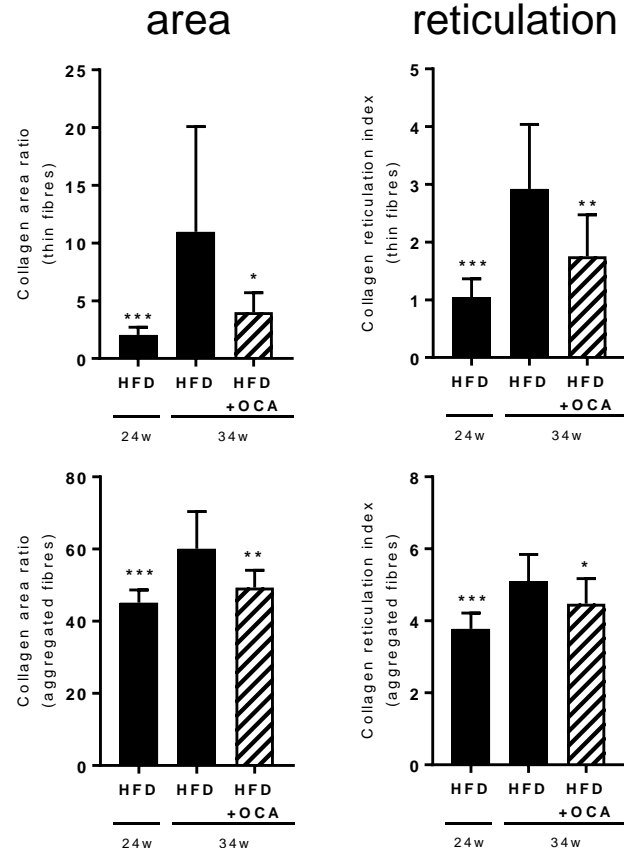 area
reticulation
Collagen area ratio
(thin fibres)
25
20
15
10
5
0
***
*
HFD HFD HFD
+OCA
24w 34w
Collagen reticulation index
(thin fibres)
5
4
3
2
1
0
***
**
HFD HFD HFD
+OCA
24w 34w
Collagen area ratio
(aggregated fibres)
80
60
40
20
0
***
**
HFD HFD HFD
+OCA
24w 34w
Collagen reticulation index
(aggregated fibres)
8
6
4
2
0
***
*
HFD HFD HFD
+OCA
24w 34w